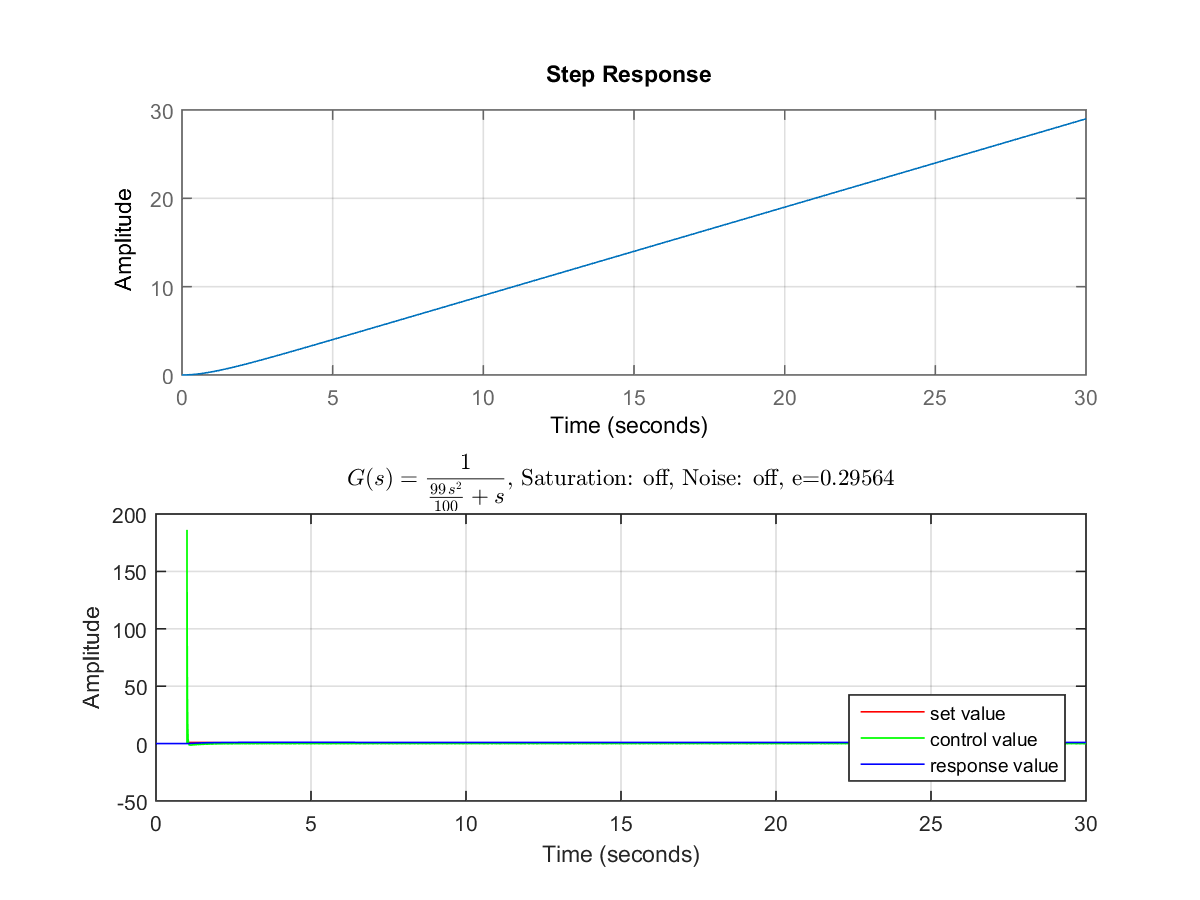 Step Response
30
20
10
0
Amplitude
0 5 10 15 20 25 30
Time (seconds)
G(s) = 1 / (99 s² / 100 + s), Saturation: off, Noise: off, e=0.29564
200
150
100
50
0
-50
Amplitude
set value
control value
response value
0 5 10 15 20 25 30
Time (seconds)